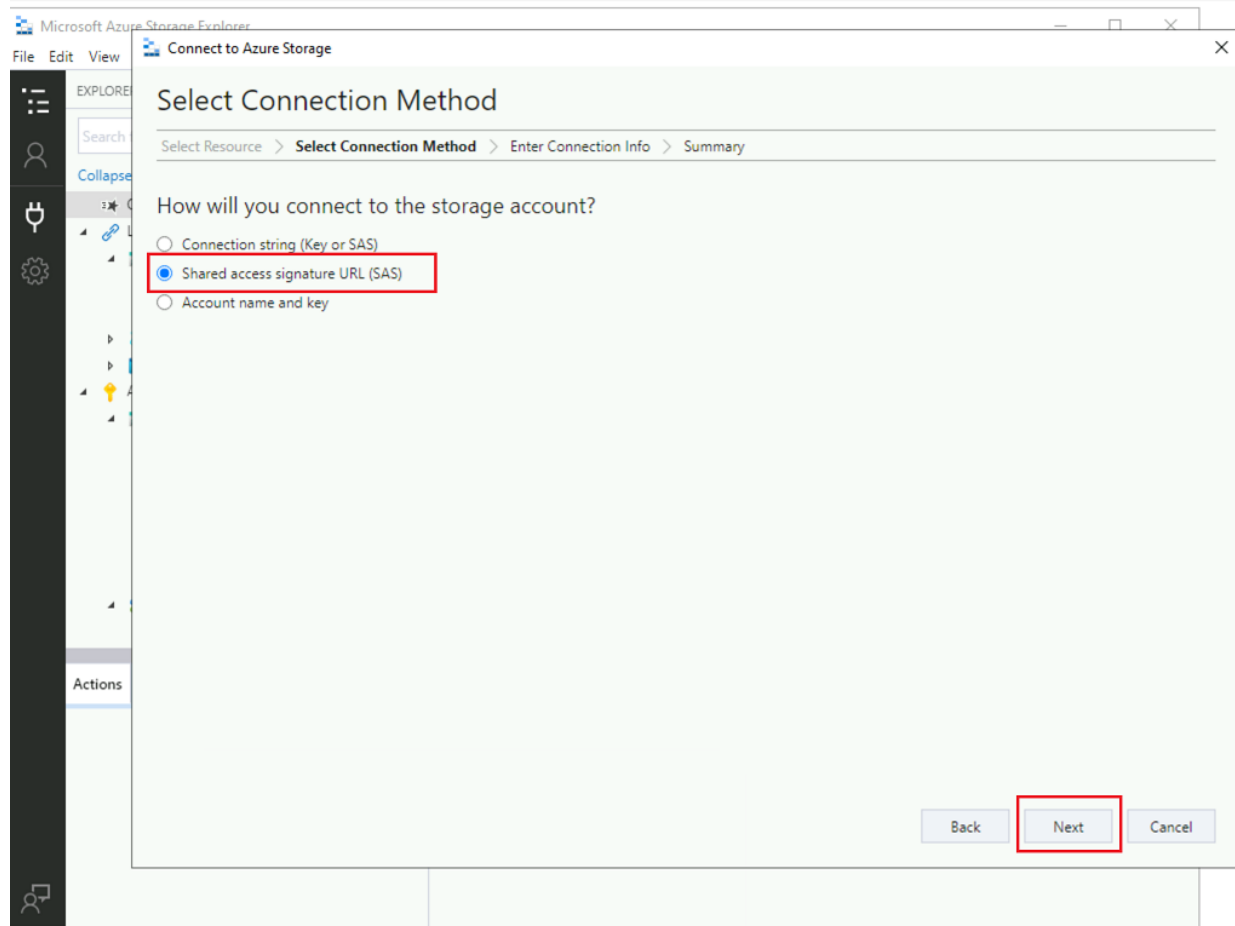 Microsoft Azure Storage Explorer
File Edit View
Connect to Azure Storage
EXPLORE
Search
Collapse
Actions
Select Connection Method
Select Resource > Select Connection Method > Enter Connection Info > Summary
How will you connect to the storage account?
Connection string (Key or SAS)
Shared access signature URL (SAS)
Account name and key
Back Next Cancel